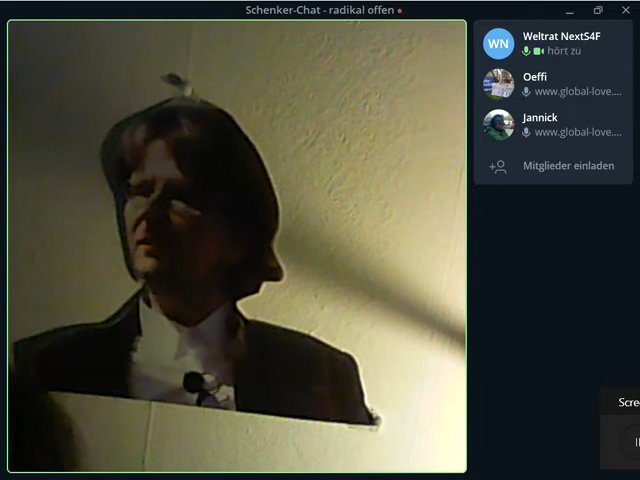 Schenker-Chat - radikal offen
WN
Weltrat NextS4F
hört zu
Oeffi
www.global-love....
Jannick
www.global-love....
Mitglieder einladen
Scre